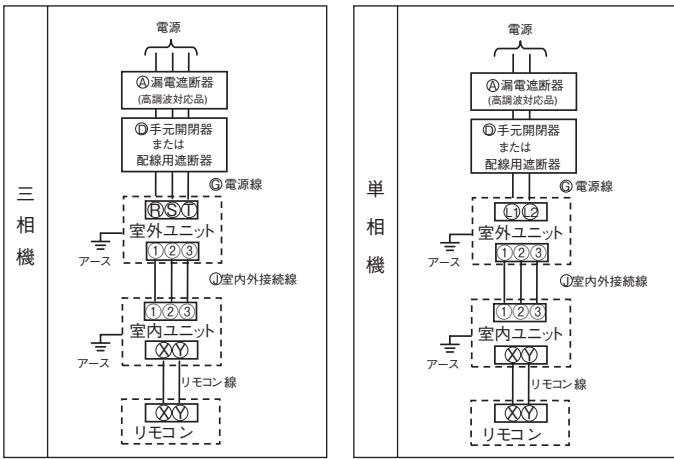 三相機
電源
Ⓐ漏電遮断器
(高調波対応品)
Ⓓ手元開閉器
または
配線用遮断器
Ⓖ電源線
ⓇⓈⓉ
室外ユニット
①②③
アース
Ⓙ室内外接続線
①②③
室内ユニット
ⓍⓎ
アース
リモコン線
ⓍⓎ
リモコン
単相機
電源
Ⓐ漏電遮断器
(高調波対応品)
Ⓓ手元開閉器
または
配線用遮断器
Ⓖ電源線
L1 L2
室外ユニット
①②③
アース
Ⓙ室内外接続線
①②③
室内ユニット
ⓍⓎ
アース
リモコン線
ⓍⓎ
リモコン